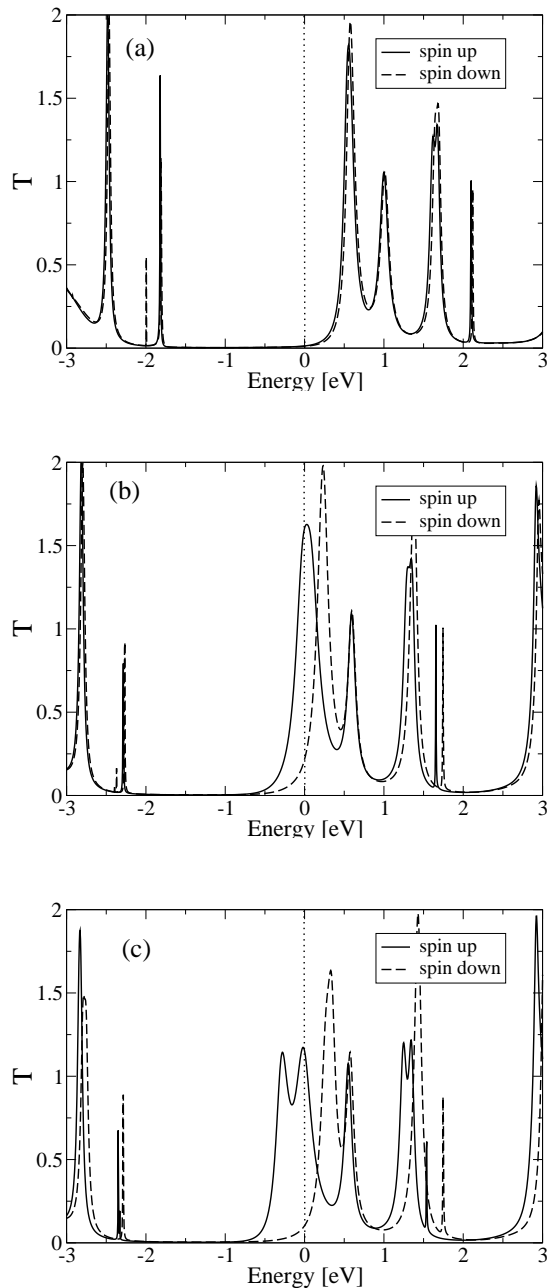 2
(a)
spin up
spin down
1.5
T
1
0.5
0
-3 -2 -1 0 1 2 3
Energy [eV]
2
(b)
spin up
spin down
1.5
T
1
0.5
0
-3 -2 -1 0 1 2 3
Energy [eV]
2
(c)
spin up
spin down
1.5
T
1
0.5
0
-3 -2 -1 0 1 2 3
Energy [eV]